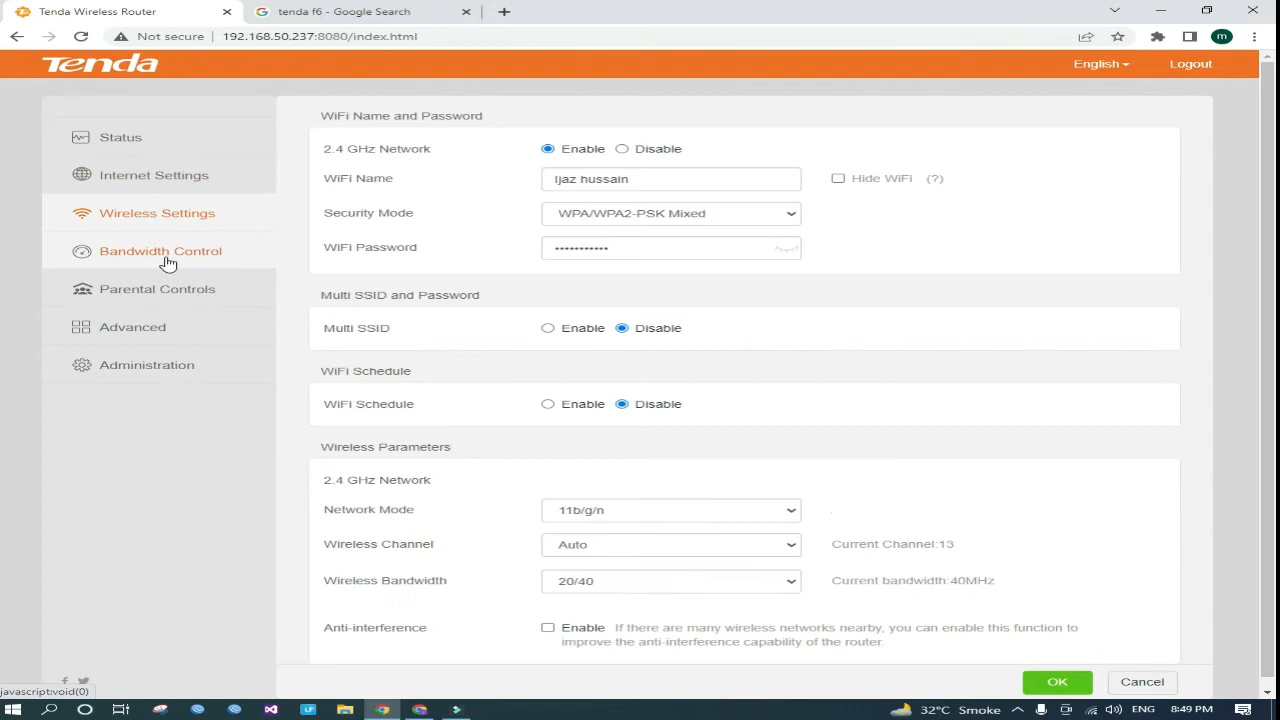 Tenda Wireless Router
tenda f6 - Google Search
Not secure
192.168.50.237:8080/index.html
m
Tenda
English
Logout
Status
Internet Settings
Wireless Settings
Bandwidth Control
Parental Controls
Advanced
Administration
WiFi Name and Password
2.4 GHz Network
Enable
Disable
WiFi Name
Ijaz hussain
Hide WiFi (?)
Security Mode
WPA/WPA2-PSK Mixed
WiFi Password
•••••••••••
Multi SSID and Password
Multi SSID
Enable
Disable
WiFi Schedule
WiFi Schedule
Enable
Disable
Wireless Parameters
2.4 GHz Network
Network Mode
11b/g/n
Wireless Channel
Auto
Current Channel:13
Wireless Bandwidth
20/40
Current bandwidth:40MHz
Anti-interference
Enable If there are many wireless networks nearby, you can enable this function to
improve the anti-interference capability of the router.
OK
Cancel
javascript:void(0)
32°C Smoke
ENG
8:49 PM